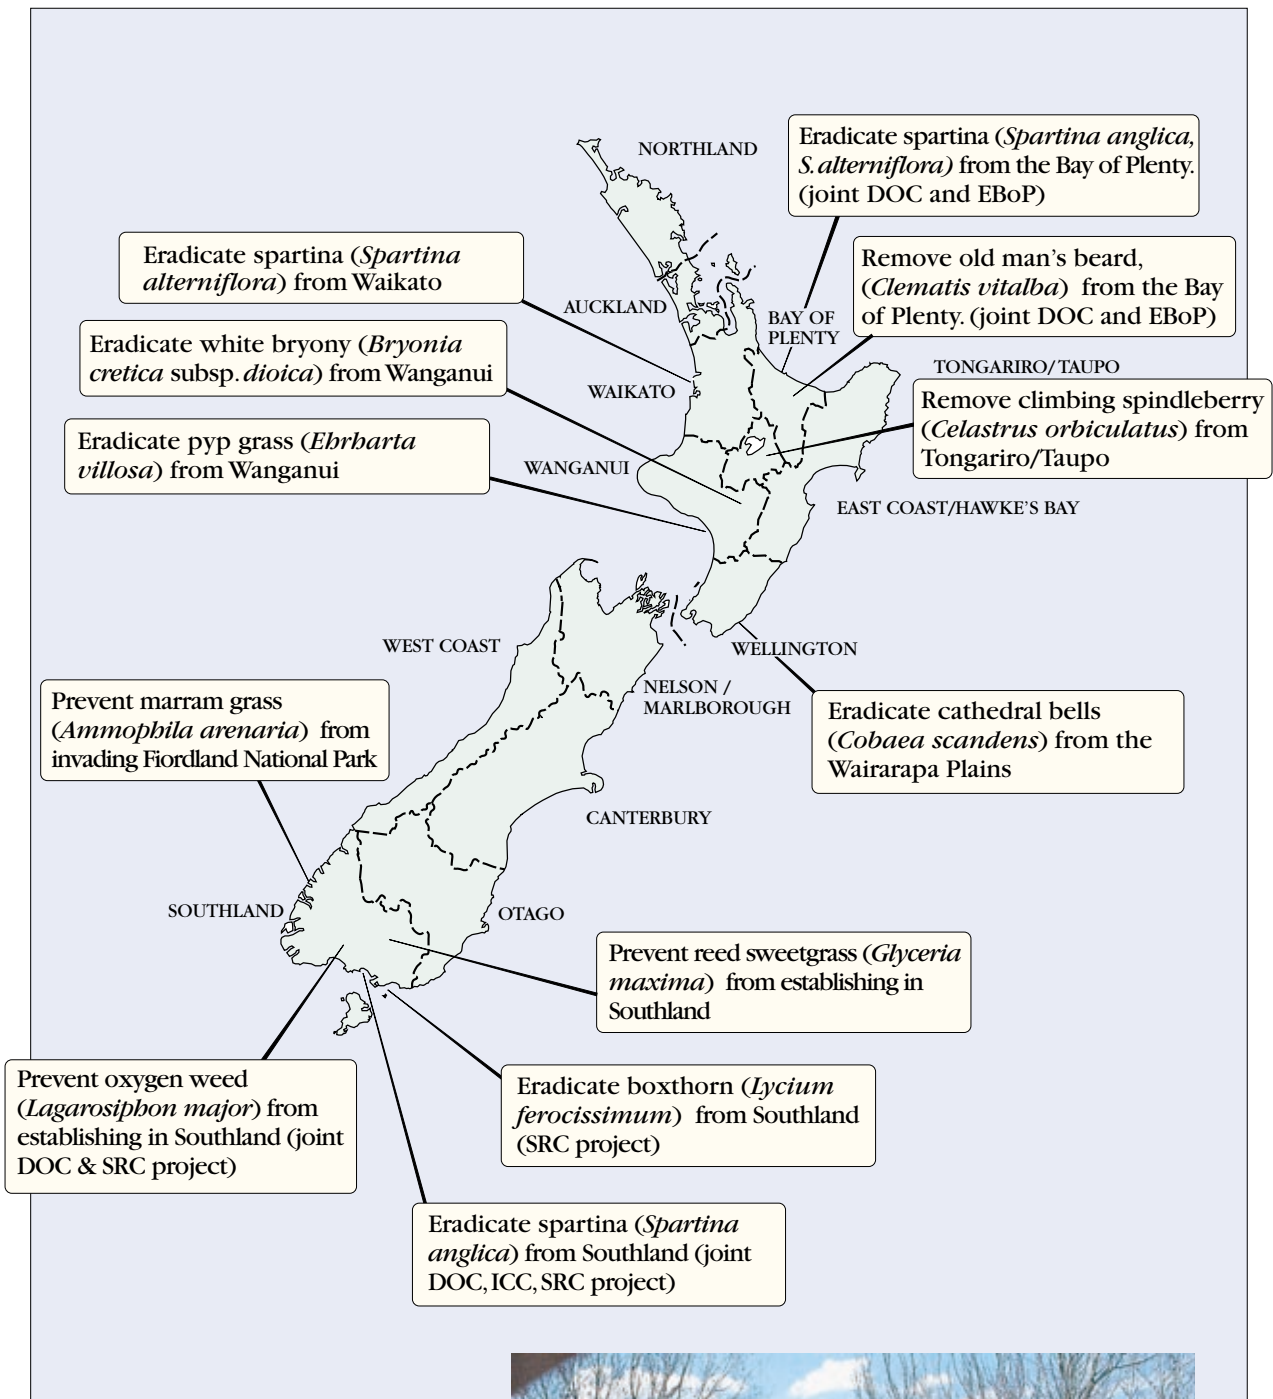 NORTHLAND
Eradicate spartina (Spartina anglica,
S. alterniflora) from the Bay of Plenty.
(joint DOC and EBoP)
Eradicate spartina (Spartina
alterniflora) from Waikato
Remove old man's beard,
(Clematis vitalba) from the Bay
of Plenty. (joint DOC and EBoP)
AUCKLAND
BAY OF
PLENTY
Eradicate white bryony (Bryonia
cretica subsp. dioica) from Wanganui
TONGARIRO/TAUPO
WAIKATO
Remove climbing spindleberry
(Celastrus orbiculatus) from
Tongariro/Taupo
Eradicate pyp grass (Ehrharta
villosa) from Wanganui
WANGANUI
EAST COAST/HAWKE'S BAY
WEST COAST
WELLINGTON
NELSON /
MARLBOROUGH
Prevent marram grass
(Ammophila arenaria) from
invading Fiordland National Park
Eradicate cathedral bells
(Cobaea scandens) from the
Wairarapa Plains
CANTERBURY
SOUTHLAND
OTAGO
Prevent reed sweetgrass (Glyceria
maxima) from establishing in
Southland
Prevent oxygen weed
(Lagarosiphon major) from
establishing in Southland (joint
DOC & SRC project)
Eradicate boxthorn (Lycium
ferocissimum) from Southland
(SRC project)
Eradicate spartina (Spartina
anglica) from Southland (joint
DOC, ICC, SRC project)